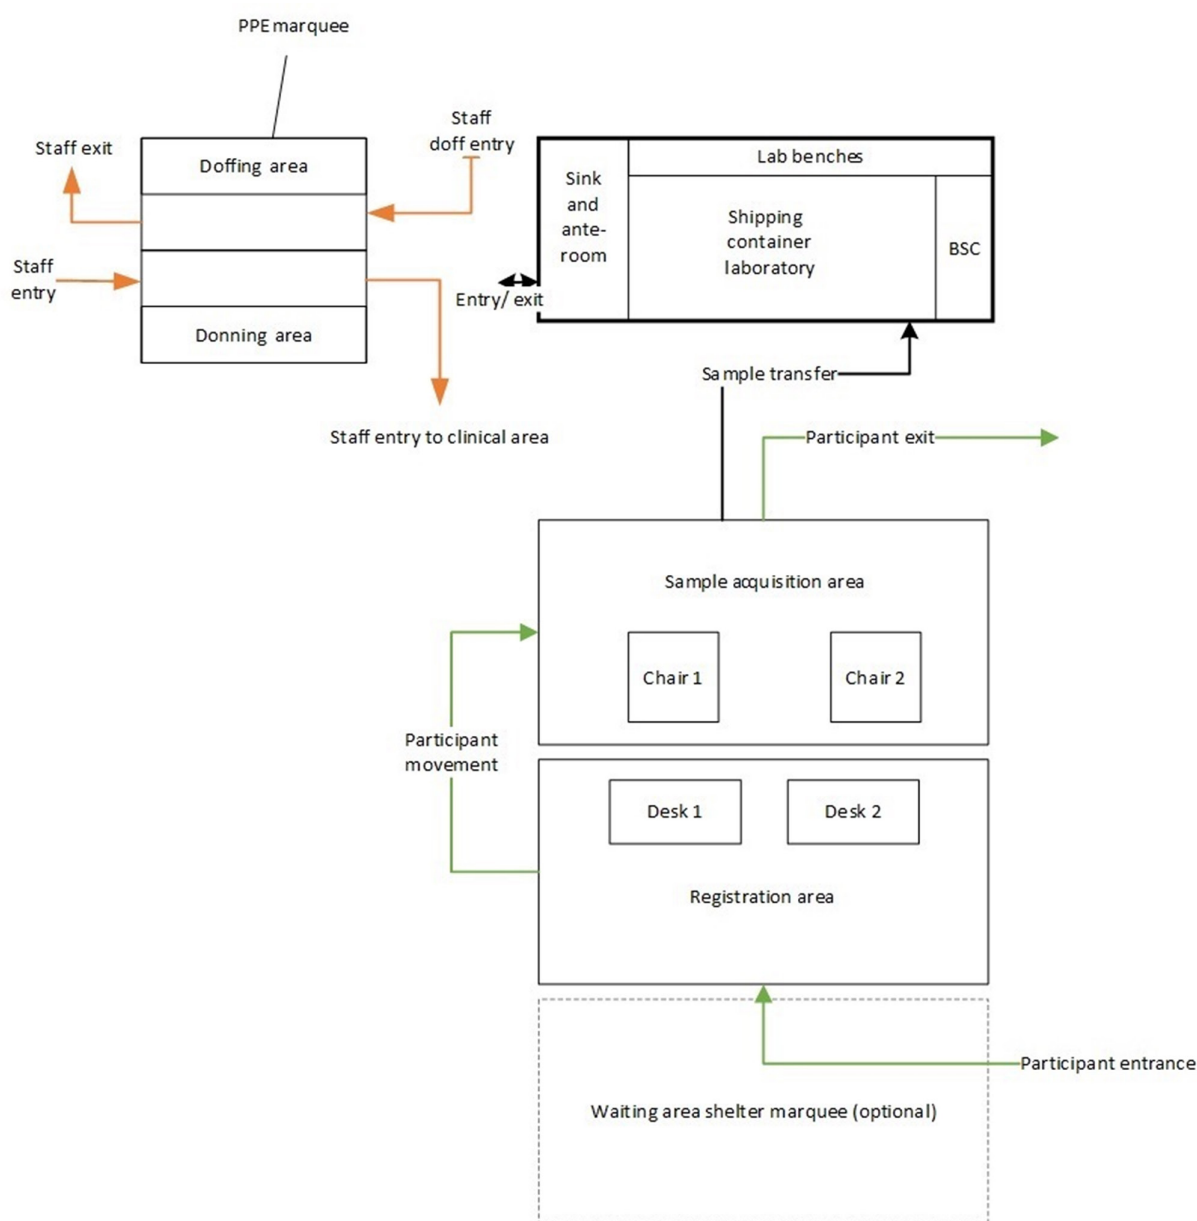 PPE marquee
Staff exit
Doffing area
Staff
doff entry
Staff
entry
Donning area
Staff entry to clinical area
Sink
and
ante-
room
Lab benches
Shipping
container
laboratory
BSC
Entry/ exit
Sample transfer
Participant exit
Sample acquisition area
Chair 1
Chair 2
Participant
movement
Desk 1
Desk 2
Registration area
Participant entrance
Waiting area shelter marquee (optional)